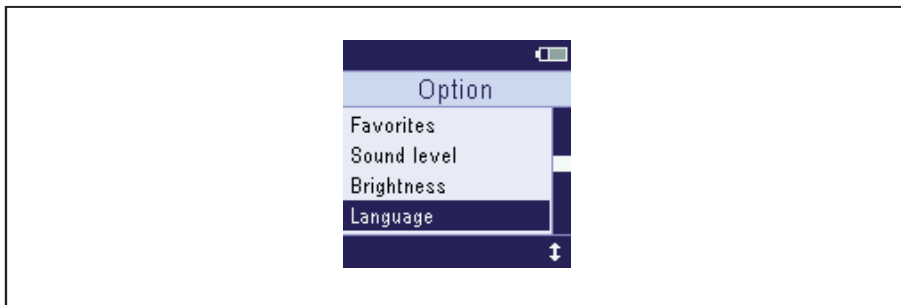 Option
Favorites
Sound level
Brightness
Language